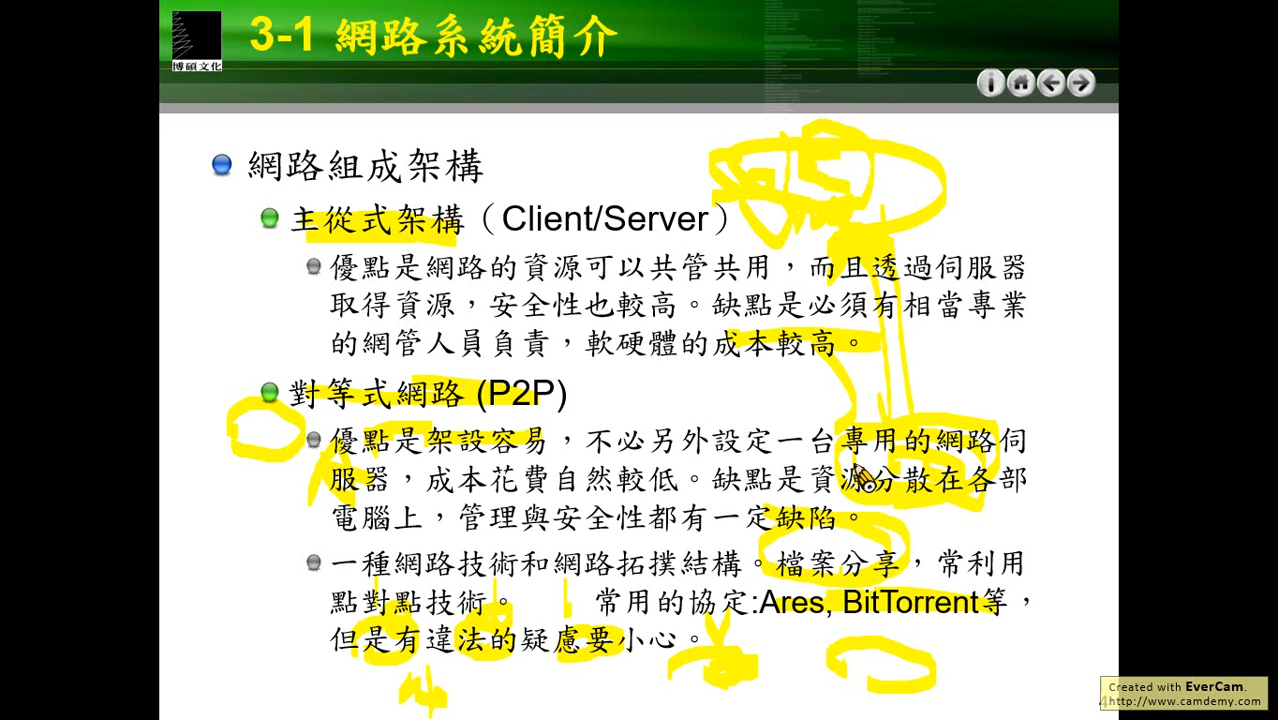 3-1 網路系統簡介
博碩文化
網路組成架構
主從式架構（Client/Server）
優點是網路的資源可以共管共用，而且透過伺服器
取得資源，安全性也較高。缺點是必須有相當專業
的網管人員負責，軟硬體的成本較高。
對等式網路 (P2P)
優點是架設容易，不必另外設定一台專用的網路伺
服器，成本花費自然較低。缺點是資源分散在各部
電腦上，管理與安全性都有一定缺陷。
一種網路技術和網路拓撲結構。檔案分享，常利用
點對點技術。 常用的協定:Ares, BitTorrent等，
但是有違法的疑慮要小心。
Created with EverCam.
http://www.camdemy.com